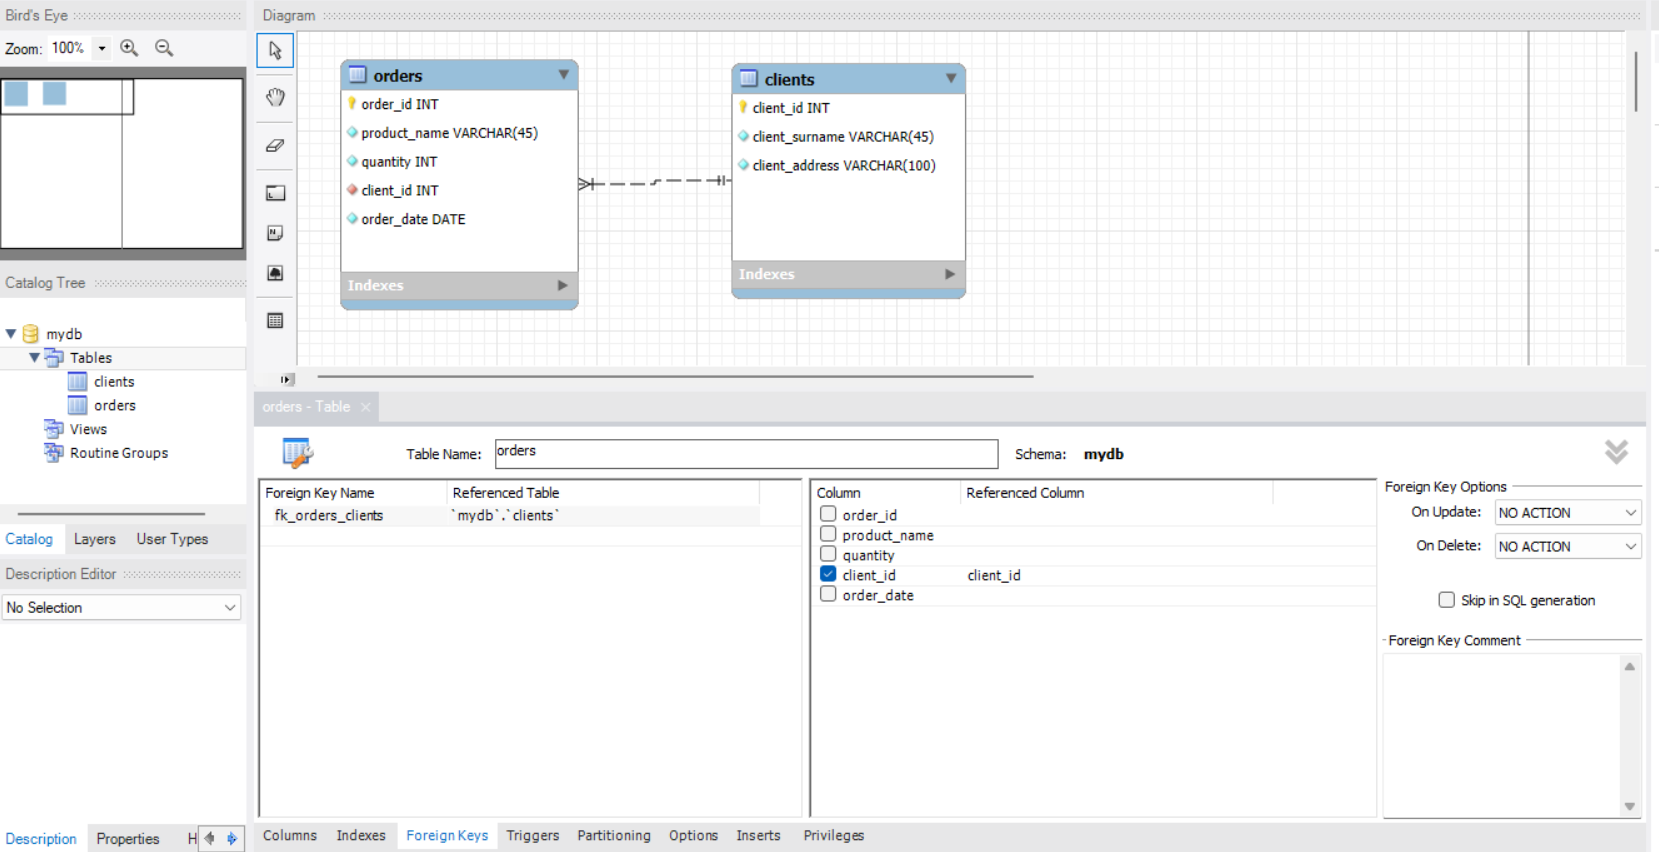 Bird's Eye
Zoom: 100%
Catalog Tree
mydb
Tables
clients
orders
Views
Routine Groups
Catalog Layers User Types
Description Editor
No Selection
Description Properties H
Diagram
orders
order_id INT
product_name VARCHAR(45)
quantity INT
client_id INT
order_date DATE
Indexes
clients
client_id INT
client_surname VARCHAR(45)
client_address VARCHAR(100)
Indexes
orders - Table
Table Name: orders Schema: mydb
Foreign Key Name Referenced Table
fk_orders_clients `mydb`.`clients`
Column Referenced Column
order_id
product_name
quantity
client_id client_id
order_date
Foreign Key Options
On Update: NO ACTION
On Delete: NO ACTION
Skip in SQL generation
Foreign Key Comment
Columns Indexes Foreign Keys Triggers Partitioning Options Inserts Privileges